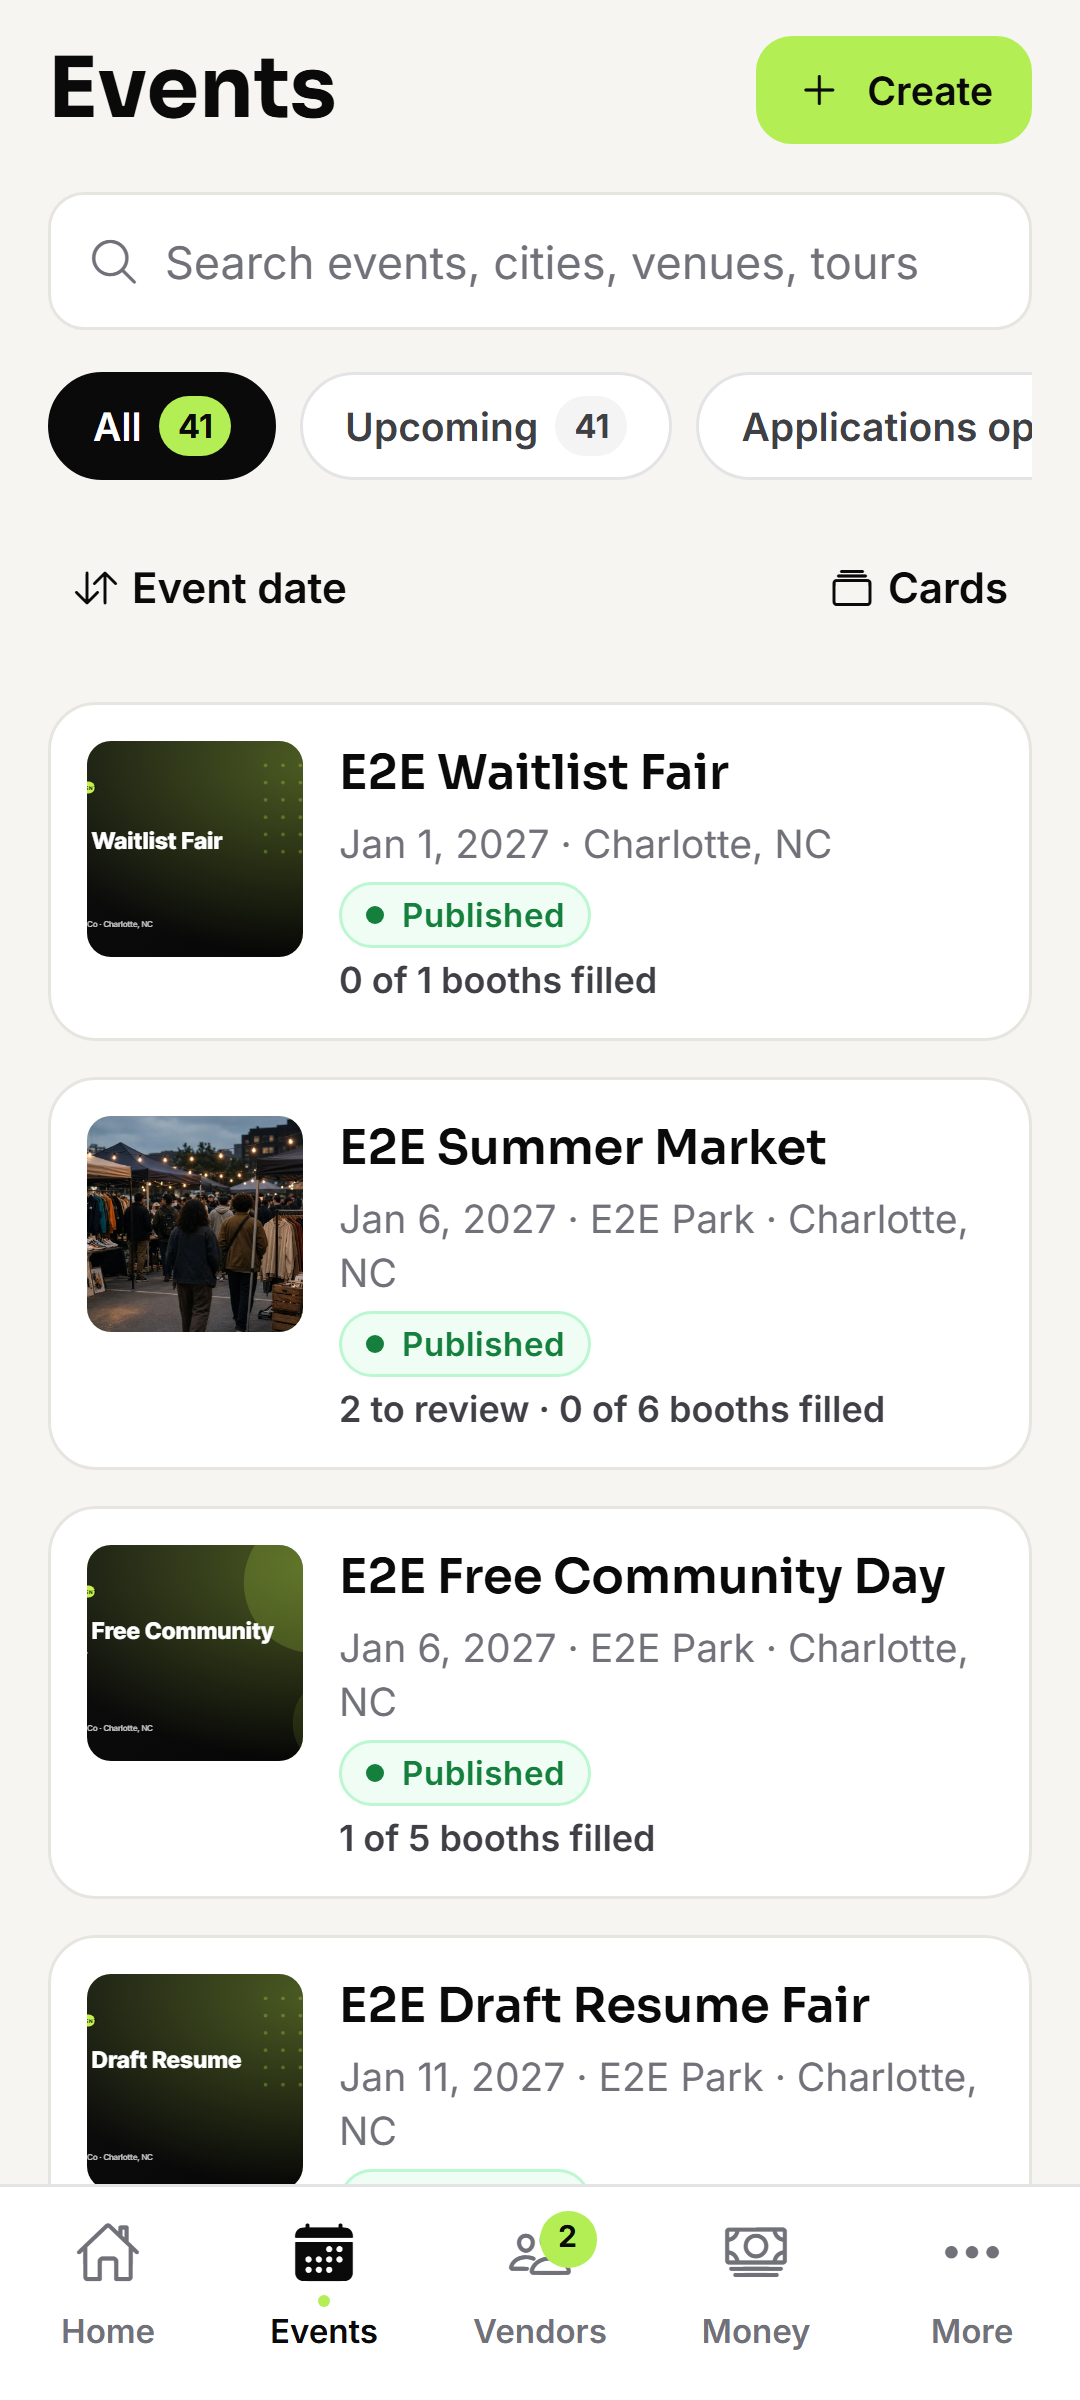 Events
Create
Search events, cities, venues, tours
All 41
Upcoming 41
Applications op
Event date
Cards
Waitlist Fair
Co · Charlotte, NC
E2E Waitlist Fair
Jan 1, 2027 · Charlotte, NC
Published
0 of 1 booths filled
E2E Summer Market
Jan 6, 2027 · E2E Park · Charlotte,
NC
Published
2 to review · 0 of 6 booths filled
Free Community
Co · Charlotte, NC
E2E Free Community Day
Jan 6, 2027 · E2E Park · Charlotte,
NC
Published
1 of 5 booths filled
Draft Resume
Co · Charlotte, NC
E2E Draft Resume Fair
Jan 11, 2027 · E2E Park · Charlotte,
NC
2
Home
Events
Vendors
Money
More